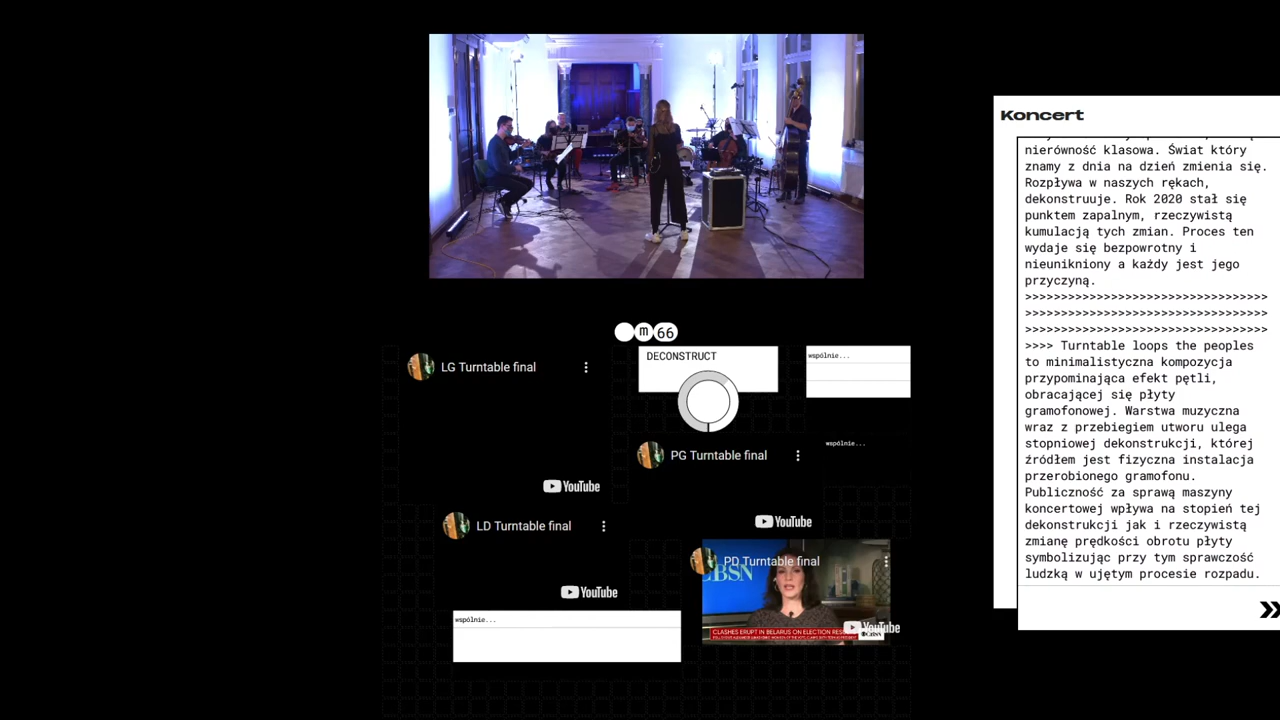 Koncert
nierówność klasowa. Świat który
znamy z dnia na dzień zmienia się.
Rozpływa w naszych rękach,
dekonstruuje. Rok 2020 stał się
punktem zapalnym, rzeczywistą
kumulacją tych zmian. Proces ten
wydaje się bezpowrotny i
nieunikniony a każdy jest jego
przyczyną.
>>>>>>>>>>>>>>>>>>>>>>>>>>>>>>>>>>
>>>>>>>>>>>>>>>>>>>>>>>>>>>>>>>>>>
>>>>>>>>>>>>>>>>>>>>>>>>>>>>>>>>>>
>>>> Turntable loops the peoples
to minimalistyczna kompozycja
przypominająca efekt pętli,
obracającej się płyty
gramofonowej. Warstwa muzyczna
wraz z przebiegiem utworu ulega
stopniowej dekonstrukcji, której
źródłem jest fizyczna instalacja
przerobionego gramofonu.
Publiczność za sprawą maszyny
koncertowej wpływa na stopień tej
dekonstrukcji jak i rzeczywistą
zmianę prędkości obrotu płyty
symbolizując przy tym sprawczość
ludzką w ujętym procesie rozpadu.
m 66
LG Turntable final
DECONSTRUCT
wspólnie...
PG Turntable final
wspólnie...
YouTube
YouTube
LD Turntable final
PD Turntable final
CBSN
YouTube
YouTube
CLASHES ERUPT IN BELARUS ON ELECTION
wspólnie...